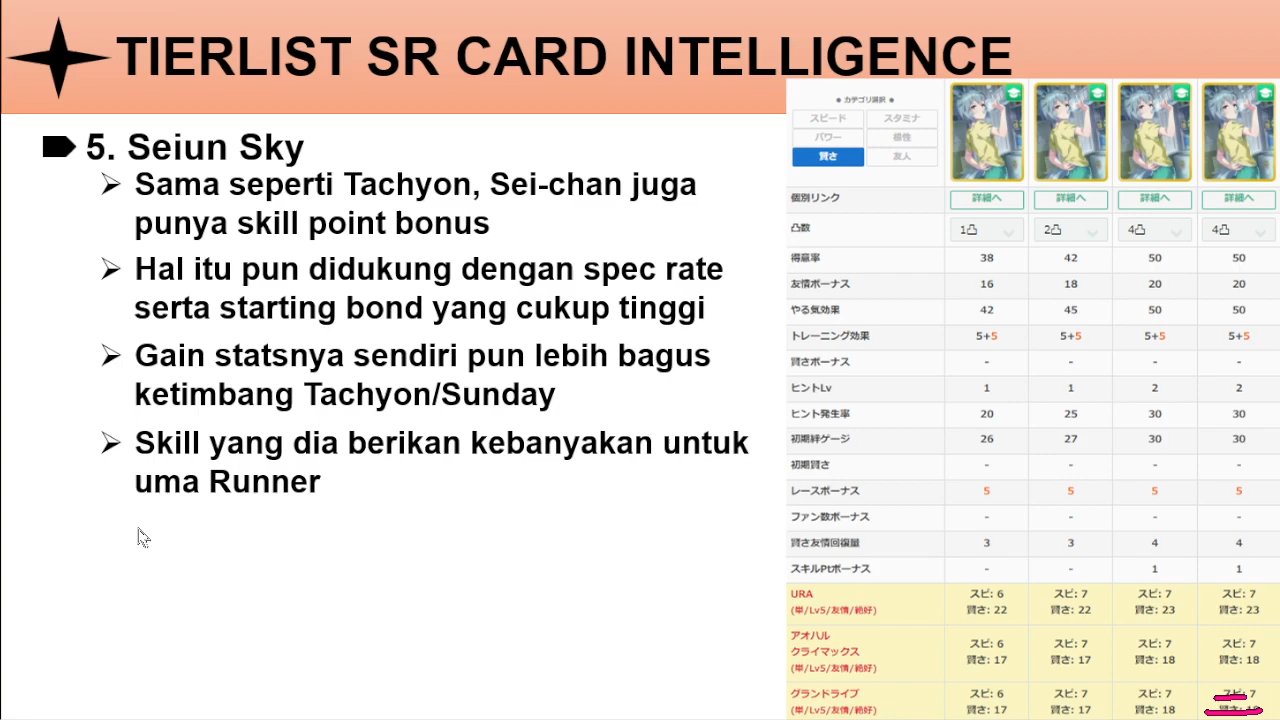 TIERLIST SR CARD INTELLIGENCE
5. Seiun Sky
Sama seperti Tachyon, Sei-chan juga
punya skill point bonus
Hal itu pun didukung dengan spec rate
serta starting bond yang cukup tinggi
Gain statsnya sendiri pun lebih bagus
ketimbang Tachyon/Sunday
Skill yang dia berikan kebanyakan untuk
uma Runner
● カテゴリ選択 ●
スピード スタミナ
パワー 根性
賢さ 友人
個別リンク 詳細へ 詳細へ 詳細へ 詳細へ
凸数 1凸 2凸 4凸 4凸
得意率 38 42 50 50
友情ボーナス 16 18 20 20
やる気効果 42 45 50 50
トレーニング効果 5+5 5+5 5+5 5+5
賢さボーナス - - - -
ヒントLv 1 1 2 2
ヒント発生率 20 25 30 30
初期絆ゲージ 26 27 30 30
初期賢さ - - - -
レースボーナス 5 5 5 5
ファン数ボーナス - - - -
賢さ友情回復量 3 3 4 4
スキルPtボーナス - - 1 1
URA スピ: 6 スピ: 7 スピ: 7 スピ: 7
(単/Lv5/友情/絶好) 賢さ: 22 賢さ: 22 賢さ: 23 賢さ: 23
アオハル
クライマックス スピ: 6 スピ: 7 スピ: 7 スピ: 7
(単/Lv5/友情/絶好) 賢さ: 17 賢さ: 17 賢さ: 18 賢さ: 18
グランドライブ スピ: 6 スピ: 7 スピ: 7 スピ: 7
(単/Lv5/友情/絶好) 賢さ: 17 賢さ: 17 賢さ: 18